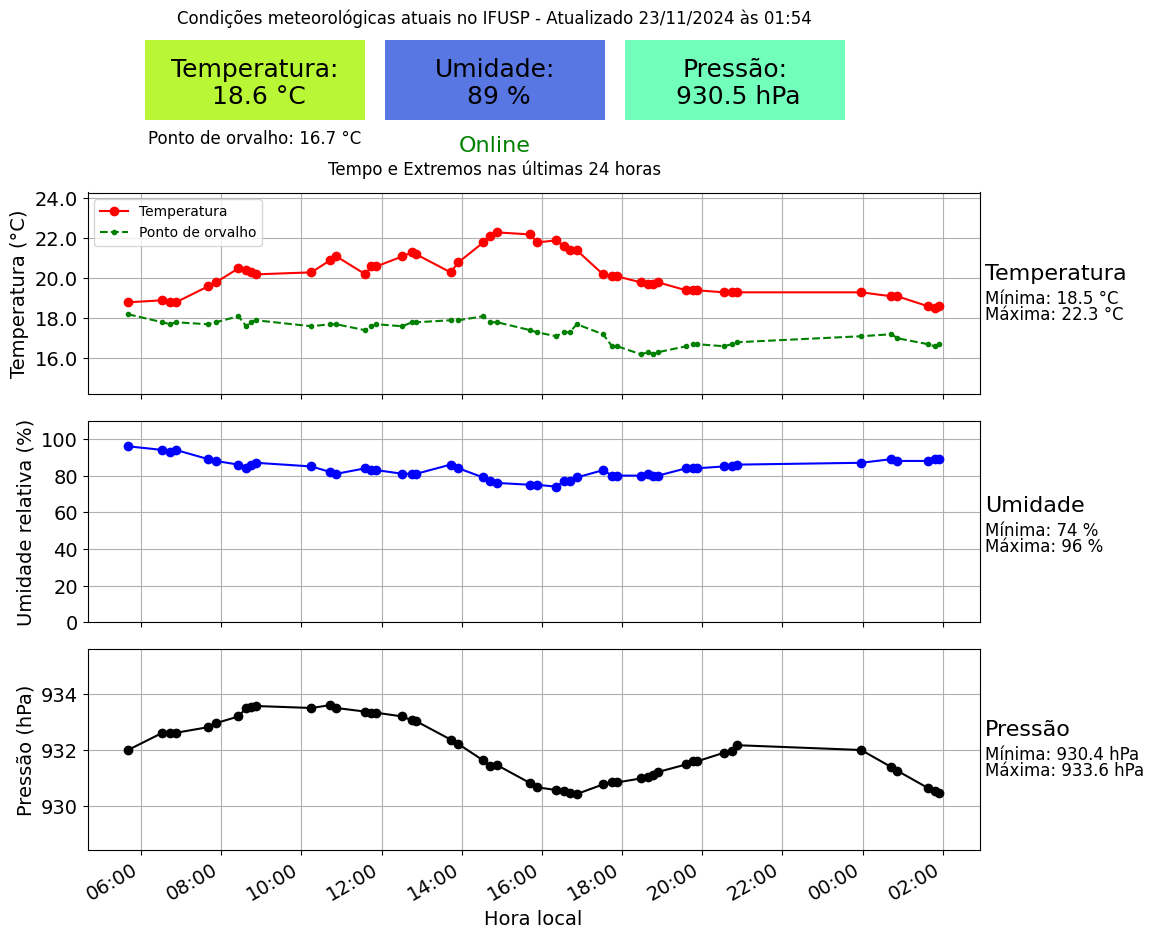 Condições meteorológicas atuais no IFUSP - Atualizado 23/11/2024 às 01:54
Temperatura:
18.6 °C
Umidade:
89 %
Pressão:
930.5 hPa
Ponto de orvalho: 16.7 °C
Online
Tempo e Extremos nas últimas 24 horas
Temperatura (°C)
24.0
22.0
20.0
18.0
16.0
Temperatura
Ponto de orvalho
Temperatura
Mínima: 18.5 °C
Máxima: 22.3 °C
Umidade relativa (%)
100
80
60
40
20
0
Umidade
Mínima: 74 %
Máxima: 96 %
Pressão (hPa)
934
932
930
Pressão
Mínima: 930.4 hPa
Máxima: 933.6 hPa
06:00
08:00
10:00
12:00
14:00
16:00
18:00
20:00
22:00
00:00
02:00
Hora local